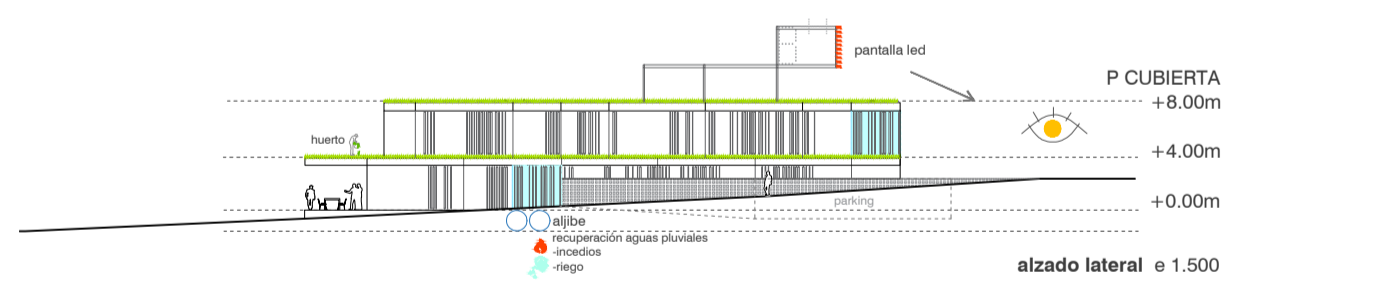 pantalla led
P CUBIERTA
+8.00m
huerto
+4.00m
parking
+0.00m
aljibe
recuperación aguas pluviales
-incedios
-riego
alzado lateral e 1.500